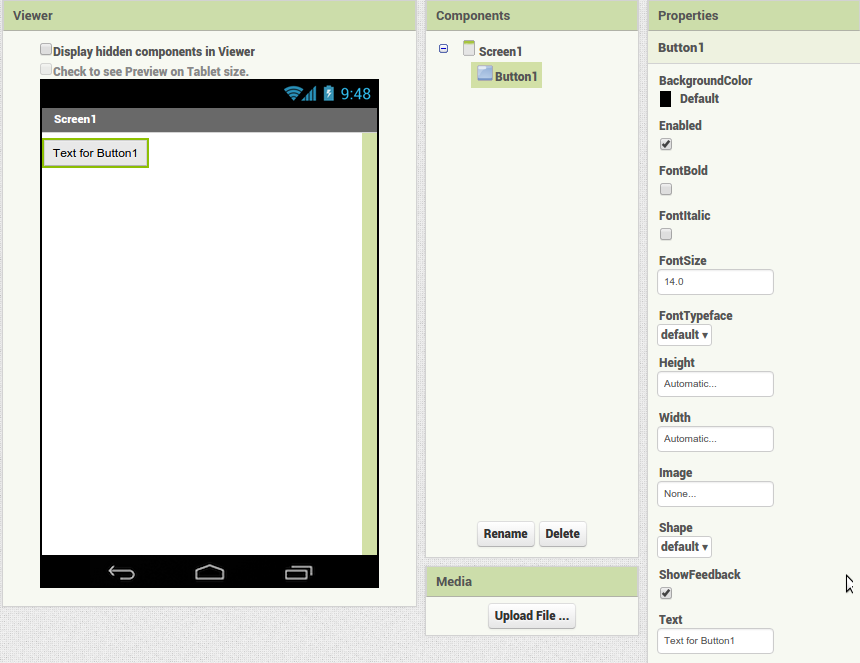 Viewer
Display hidden components in Viewer
Check to see Preview on Tablet size.
9:48
Screen1
Text for Button1
Components
Screen1
Button1
Rename
Delete
Media
Upload File ...
Properties
Button1
BackgroundColor
Default
Enabled
FontBold
FontItalic
FontSize
14.0
FontTypeface
default
Height
Automatic...
Width
Automatic...
Image
None...
Shape
default
ShowFeedback
Text
Text for Button1